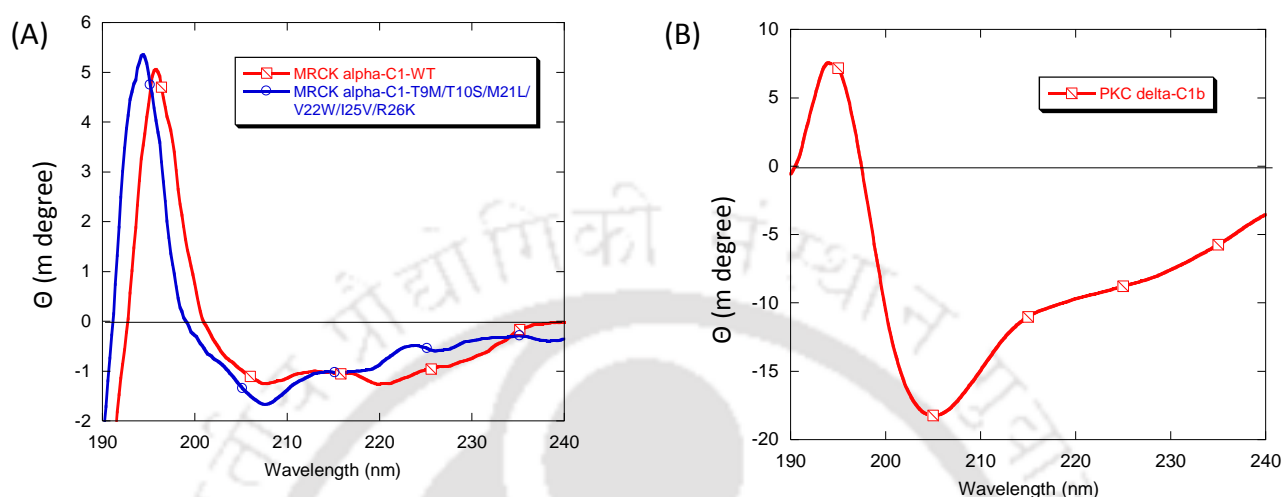 (A)
6
5
4
3
2
1
0
-1
-2
Θ (m degree)
MRCK alpha-C1-WT
MRCK alpha-C1-T9M/T10S/M21L/
V22W/I25V/R26K
190 200 210 220 230 240
Wavelength (nm)
(B)
10
5
0
-5
-10
-15
-20
Θ (m degree)
PKC delta-C1b
190 200 210 220 230 240
Wavelength (nm)